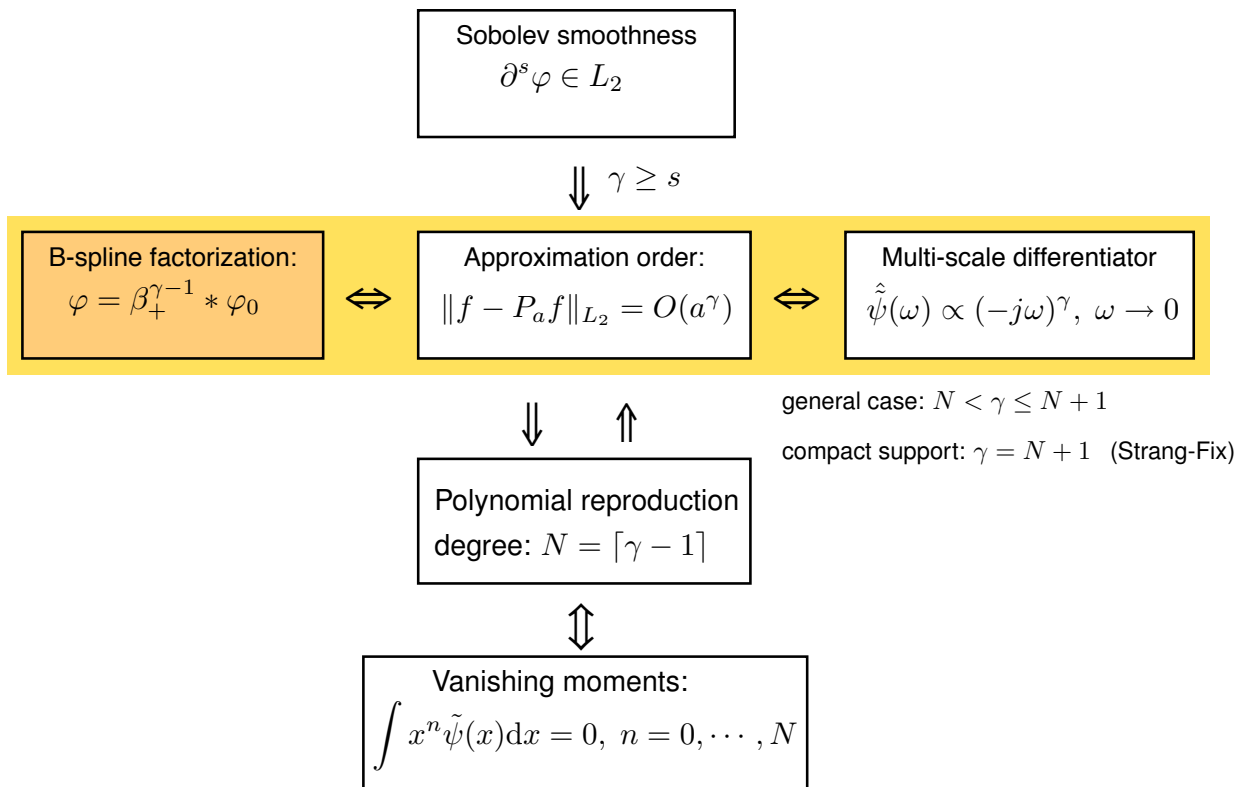 Sobolev smoothness
∂^s φ ∈ L_2
⇓ γ ≥ s
B-spline factorization:
φ = β_+^{γ−1} * φ_0
⇔
Approximation order:
‖f − P_a f‖_{L_2} = O(a^γ)
⇔
Multi-scale differentiator
\hat{\tilde{ψ}}(ω) ∝ (−jω)^γ, ω → 0
⇓ ⇑
general case: N < γ ≤ N + 1
compact support: γ = N + 1 (Strang-Fix)
Polynomial reproduction
degree: N = ⌈γ − 1⌉
⇕
Vanishing moments:
∫ x^n \tilde{ψ}(x)dx = 0, n = 0, ⋯ , N